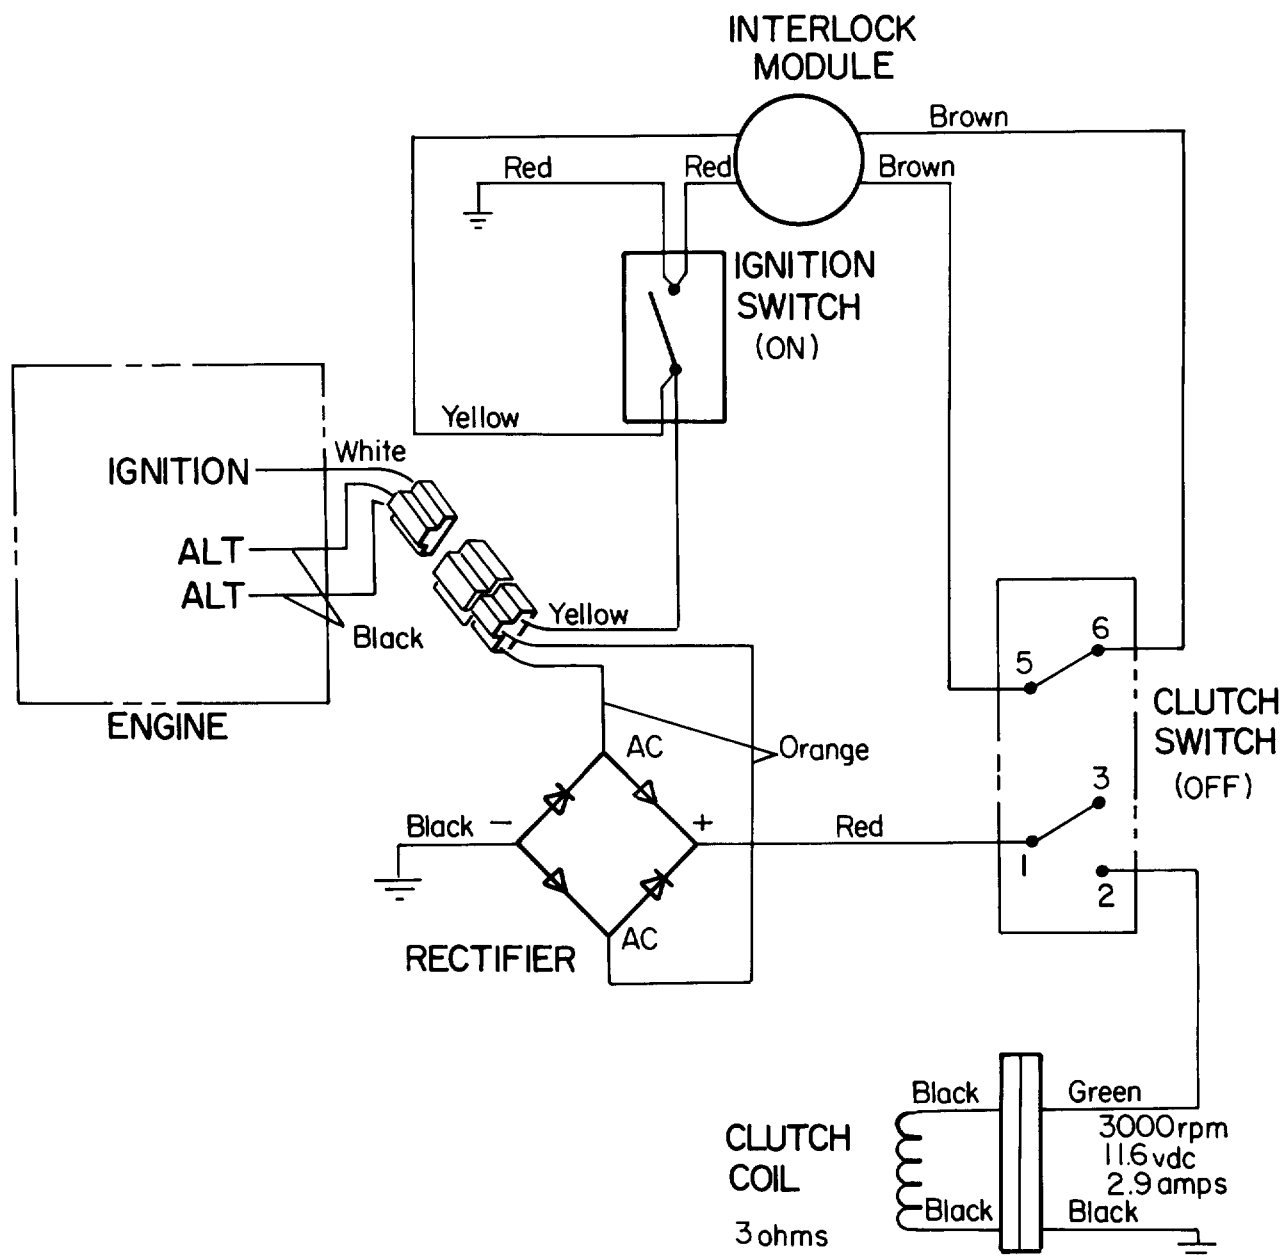 INTERLOCK
MODULE
Brown
Red
Red
Brown
IGNITION
SWITCH
(ON)
Yellow
White
IGNITION
ALT
ALT
Black
ENGINE
Yellow
6
5
CLUTCH
SWITCH
(OFF)
Orange
AC
3
Black
−
+
Red
1
2
AC
RECTIFIER
Black
Green
3000rpm
11.6vdc
2.9amps
CLUTCH
COIL
3ohms
Black
Black